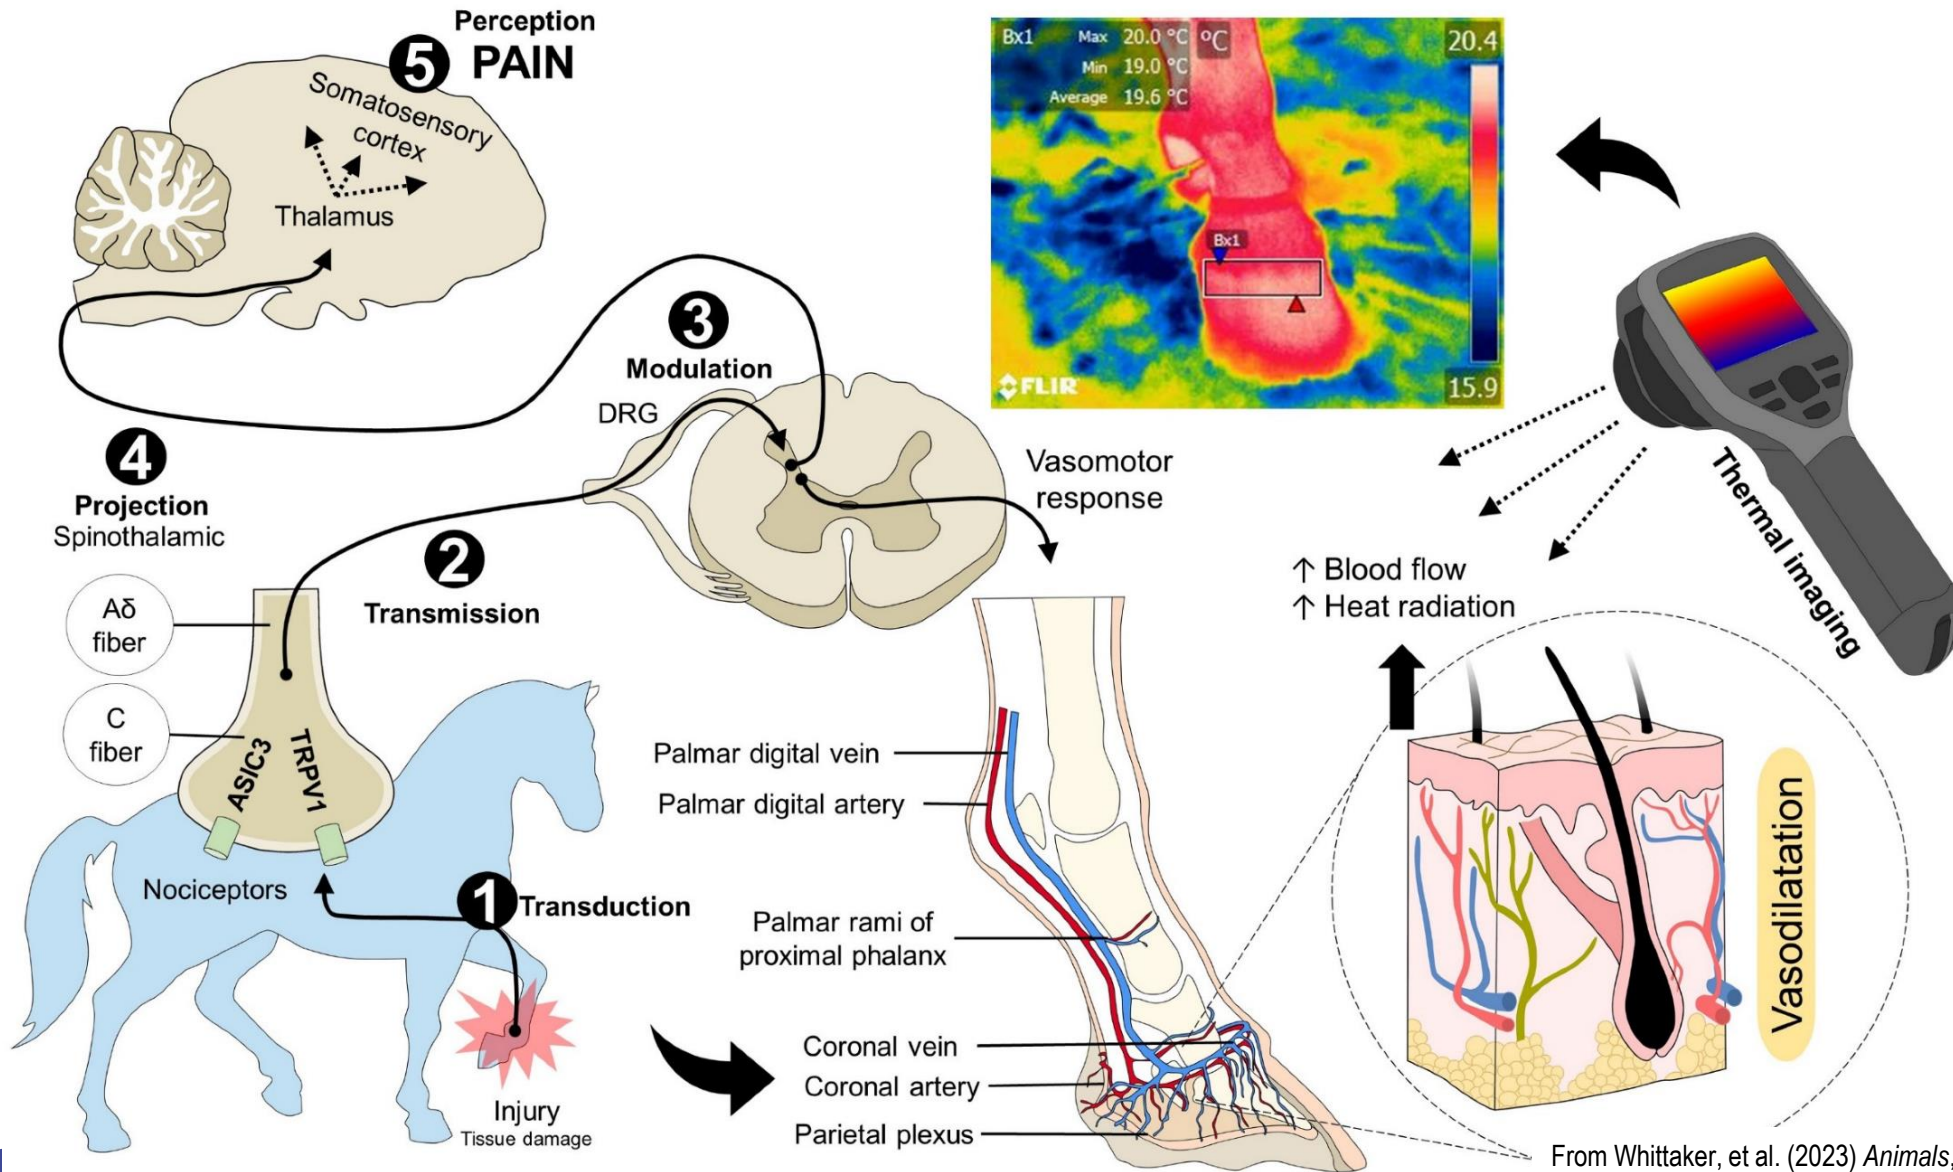 Perception
5 PAIN
Somatosensory
cortex
Thalamus
3
Modulation
DRG
4
Projection
Spinothalamic
2
Transmission
Aδ
fiber
C
fiber
ASIC3
TRPV1
Nociceptors
1 Transduction
Injury
Tissue damage
Vasomotor
response
Palmar digital vein
Palmar digital artery
Palmar rami of
proximal phalanx
Coronal vein
Coronal artery
Parietal plexus
Bx1 Max 20.0 °C °C 20.4
Min 19.0 °C
Average 19.6 °C
Bx1
FLIR 15.9
Thermal imaging
↑ Blood flow
↑ Heat radiation
Vasodilatation
From Whittaker, et al. (2023) Animals,